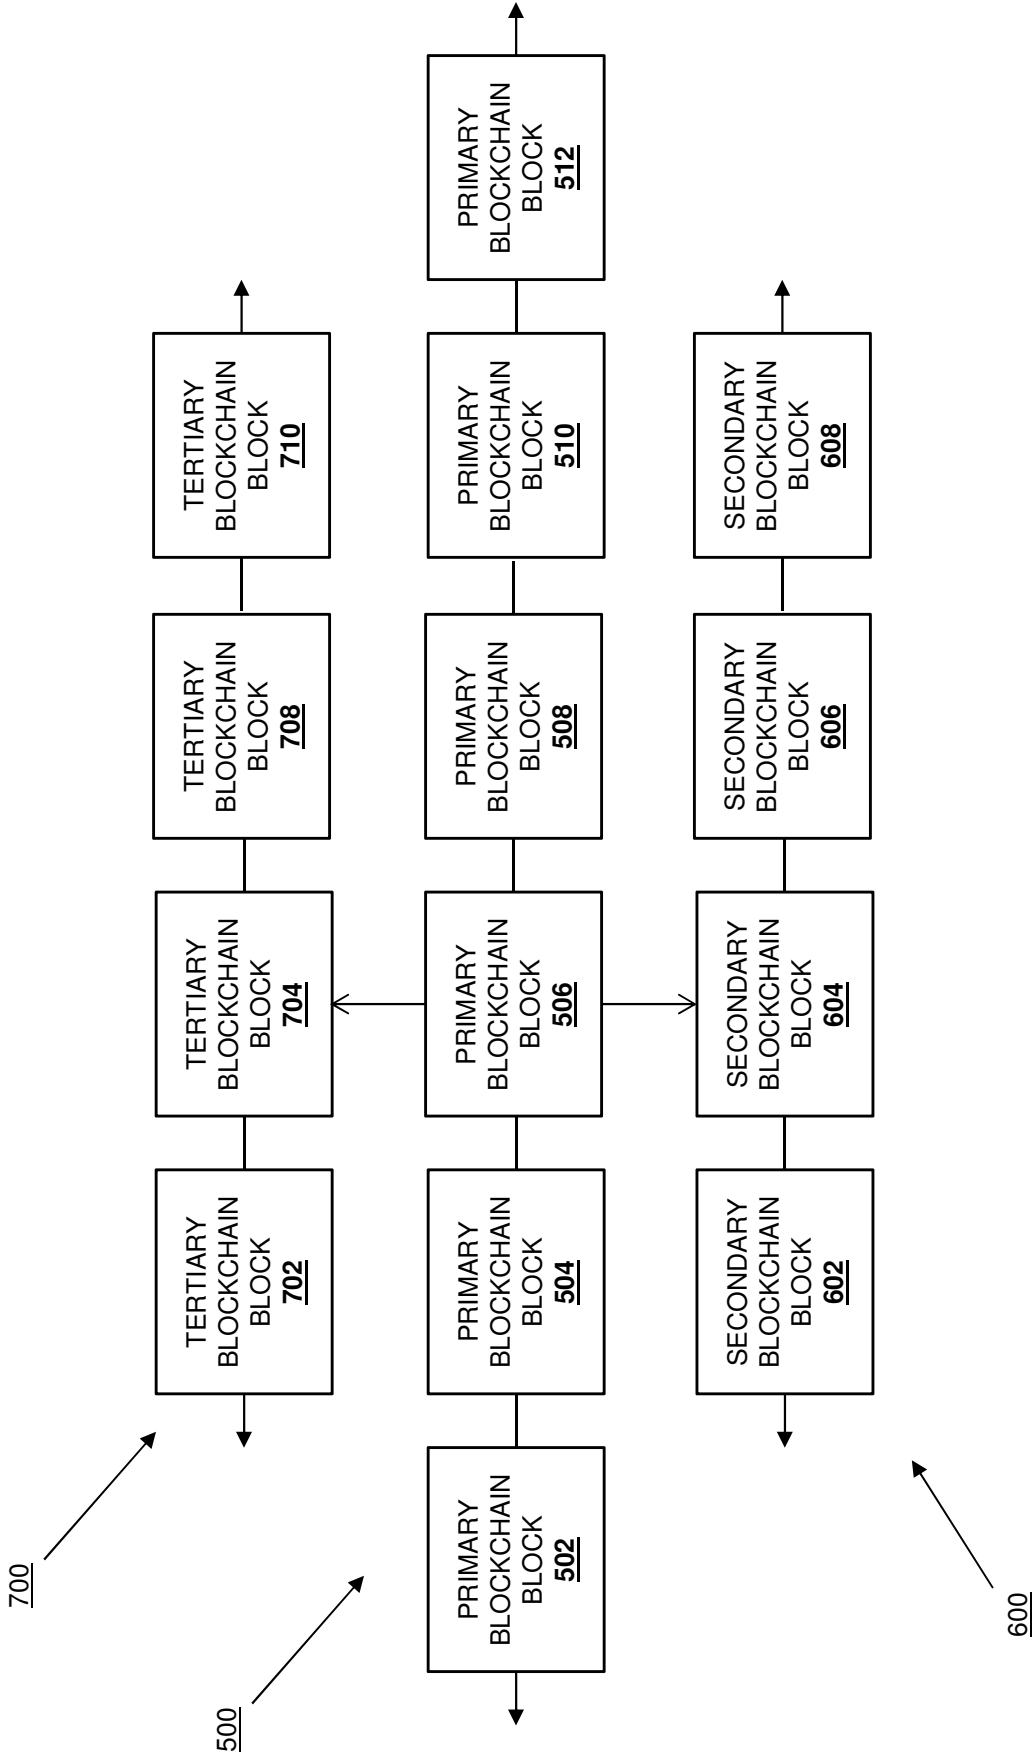 700
TERTIARY
BLOCKCHAIN
BLOCK
702
TERTIARY
BLOCKCHAIN
BLOCK
704
TERTIARY
BLOCKCHAIN
BLOCK
708
TERTIARY
BLOCKCHAIN
BLOCK
710
500
PRIMARY
BLOCKCHAIN
BLOCK
502
PRIMARY
BLOCKCHAIN
BLOCK
504
PRIMARY
BLOCKCHAIN
BLOCK
506
PRIMARY
BLOCKCHAIN
BLOCK
508
PRIMARY
BLOCKCHAIN
BLOCK
510
PRIMARY
BLOCKCHAIN
BLOCK
512
SECONDARY
BLOCKCHAIN
BLOCK
602
SECONDARY
BLOCKCHAIN
BLOCK
604
SECONDARY
BLOCKCHAIN
BLOCK
606
SECONDARY
BLOCKCHAIN
BLOCK
608
600